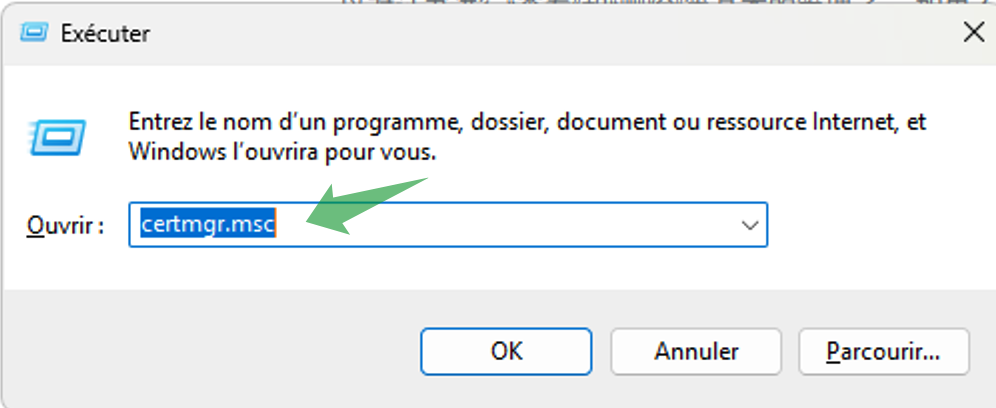 Exécuter
Entrez le nom d’un programme, dossier, document ou ressource Internet, et
Windows l’ouvrira pour vous.
Ouvrir :
certmgr.msc
OK
Annuler
Parcourir...